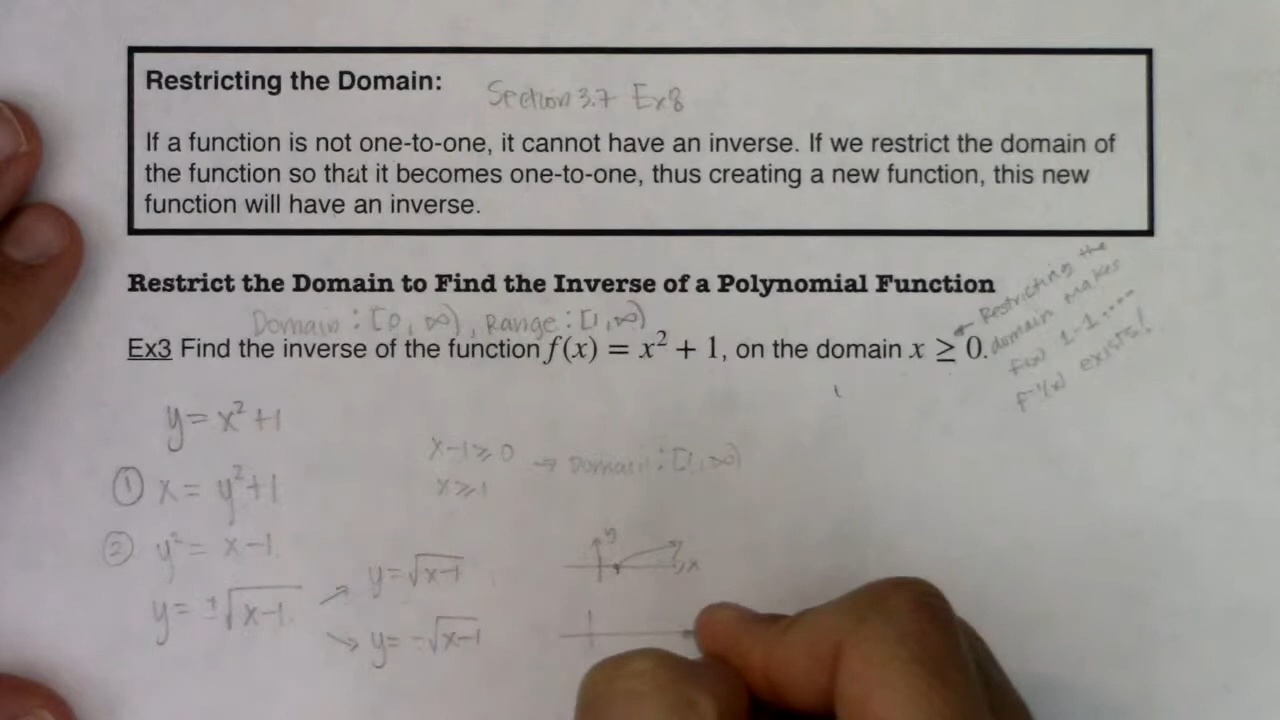 Restricting the Domain:
Section 3.7 Ex8
If a function is not one-to-one, it cannot have an inverse. If we restrict the domain of
the function so that it becomes one-to-one, thus creating a new function, this new
function will have an inverse.
Restrict the Domain to Find the Inverse of a Polynomial Function
Domain: [0, ∞), Range: [1, ∞)
Ex3 Find the inverse of the function f(x) = x² + 1, on the domain x ≥ 0.
← Restricting the
domain makes
f(x) 1-1....
f⁻¹(x) exists!
y = x² + 1
① x = y² + 1
② y² = x - 1
y = ±√x-1
y = √x-1
y = -√x-1
x - 1 ≥ 0 → Domain: [1, ∞)
x ≥ 1
y
x